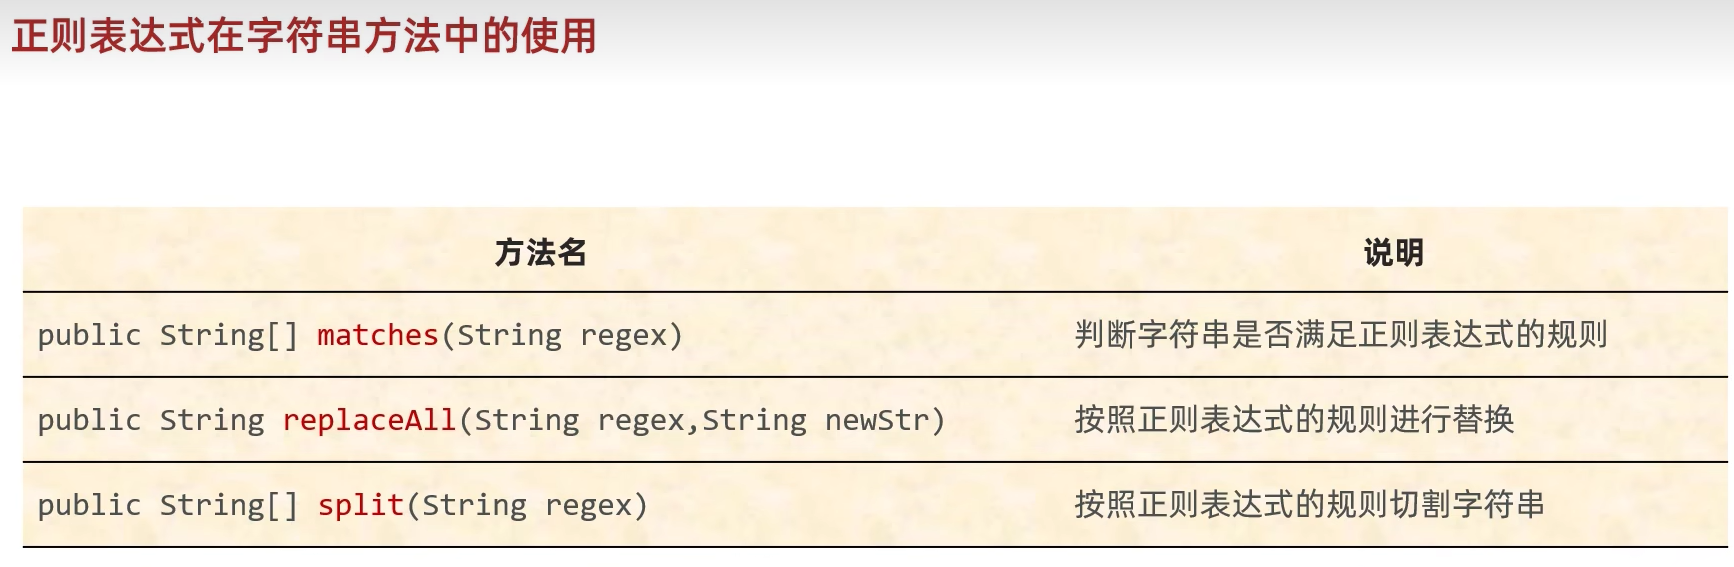 正则表达式在字符串方法中的使用
方法名 说明
public String[] matches(String regex) 判断字符串是否满足正则表达式的规则
public String replaceAll(String regex,String newStr) 按照正则表达式的规则进行替换
public String[] split(String regex) 按照正则表达式的规则切割字符串